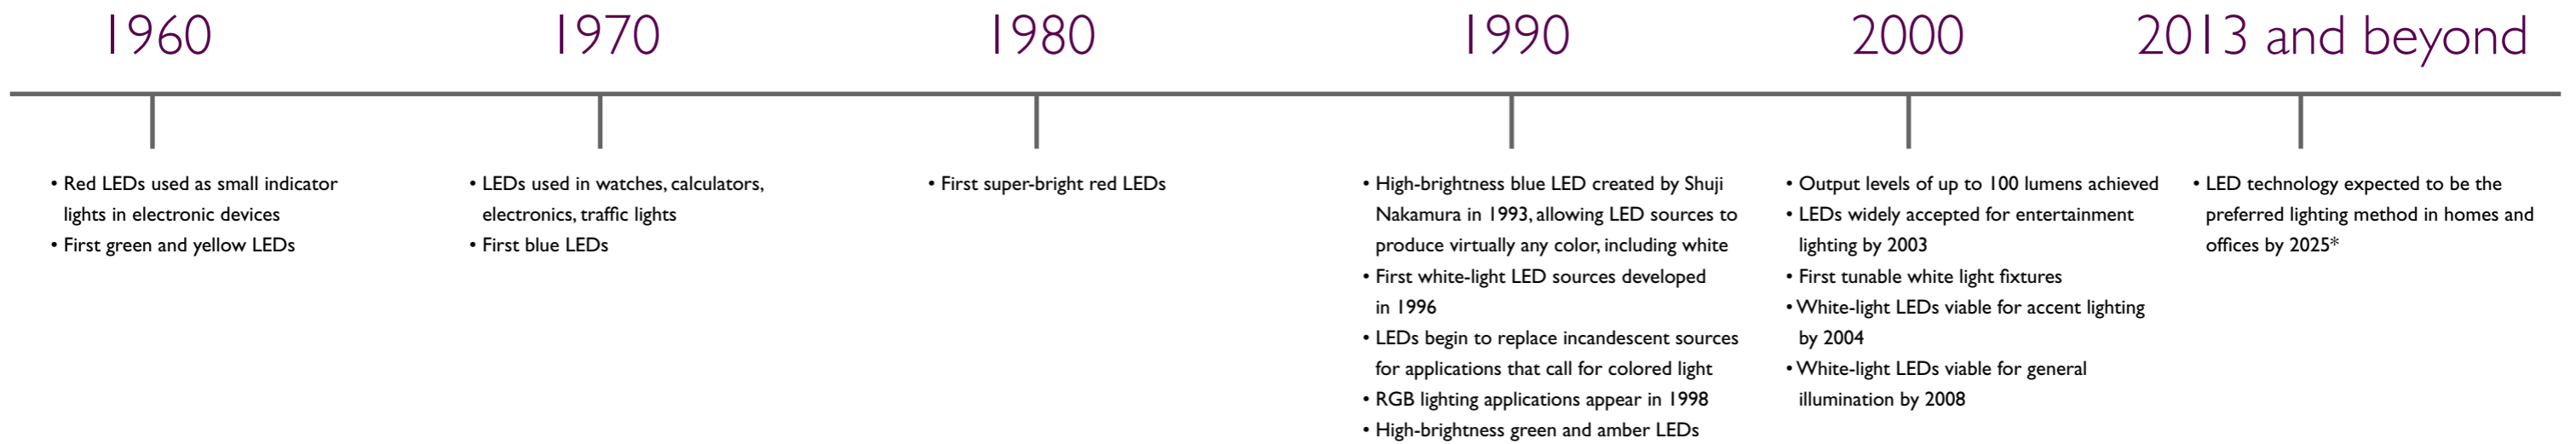 1960
1970
1980
1990
2000
2013 and beyond
• Red LEDs used as small indicator
lights in electronic devices
• First green and yellow LEDs
• LEDs used in watches, calculators,
electronics, traffic lights
• First blue LEDs
• First super-bright red LEDs
• High-brightness blue LED created by Shuji
Nakamura in 1993, allowing LED sources to
produce virtually any color, including white
• First white-light LED sources developed
in 1996
• LEDs begin to replace incandescent sources
for applications that call for colored light
• RGB lighting applications appear in 1998
• High-brightness green and amber LEDs
• Output levels of up to 100 lumens achieved
• LEDs widely accepted for entertainment
lighting by 2003
• First tunable white light fixtures
• White-light LEDs viable for accent lighting
by 2004
• White-light LEDs viable for general
illumination by 2008
• LED technology expected to be the
preferred lighting method in homes and
offices by 2025*